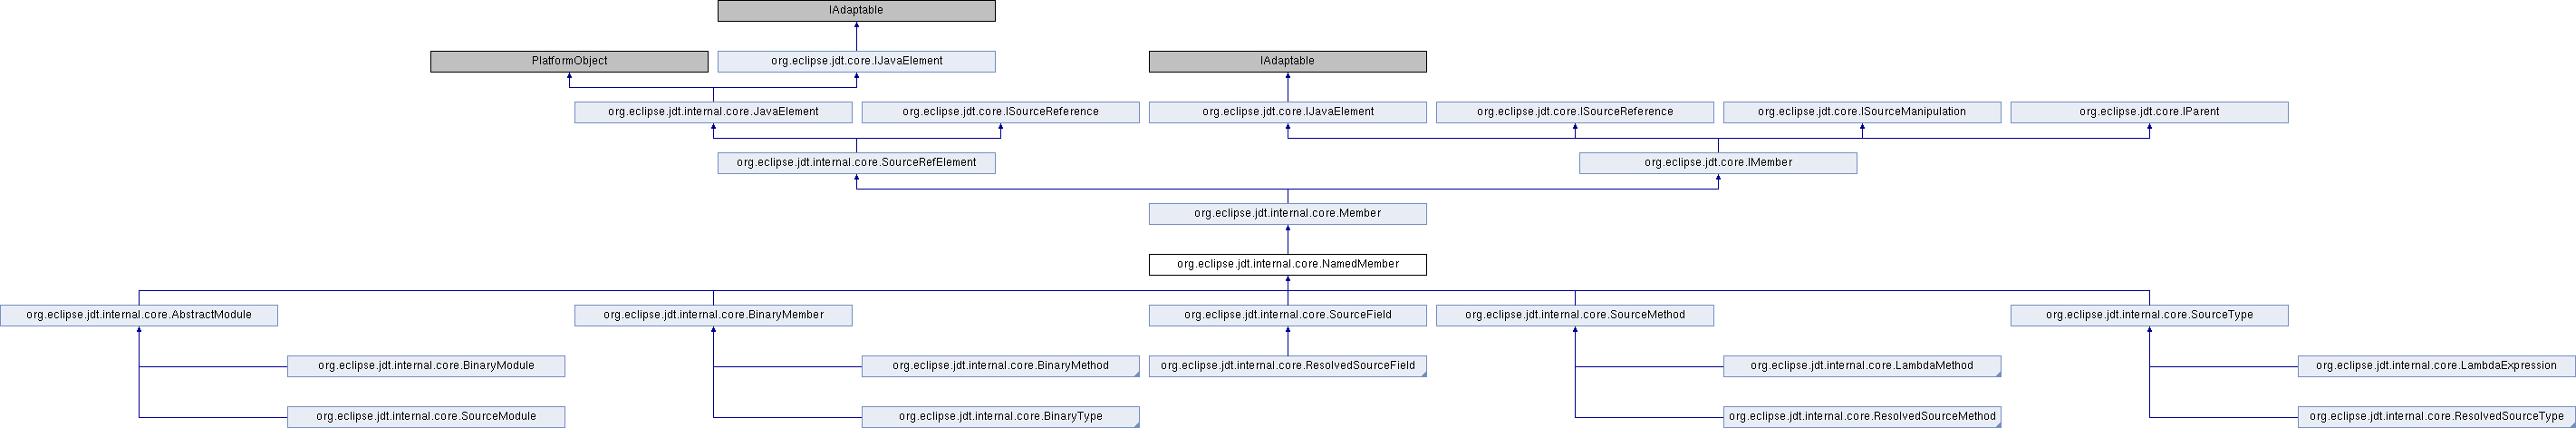 IAdaptable
PlatformObject
org.eclipse.jdt.core.IJavaElement
IAdaptable
org.eclipse.jdt.internal.core.JavaElement
org.eclipse.jdt.core.ISourceReference
org.eclipse.jdt.core.IJavaElement
org.eclipse.jdt.core.ISourceReference
org.eclipse.jdt.core.ISourceManipulation
org.eclipse.jdt.core.IParent
org.eclipse.jdt.internal.core.SourceRefElement
org.eclipse.jdt.core.IMember
org.eclipse.jdt.internal.core.Member
org.eclipse.jdt.internal.core.NamedMember
org.eclipse.jdt.internal.core.AbstractModule
org.eclipse.jdt.internal.core.BinaryMember
org.eclipse.jdt.internal.core.SourceField
org.eclipse.jdt.internal.core.SourceMethod
org.eclipse.jdt.internal.core.SourceType
org.eclipse.jdt.internal.core.BinaryModule
org.eclipse.jdt.internal.core.BinaryMethod
org.eclipse.jdt.internal.core.ResolvedSourceField
org.eclipse.jdt.internal.core.LambdaMethod
org.eclipse.jdt.internal.core.LambdaExpression
org.eclipse.jdt.internal.core.SourceModule
org.eclipse.jdt.internal.core.BinaryType
org.eclipse.jdt.internal.core.ResolvedSourceMethod
org.eclipse.jdt.internal.core.ResolvedSourceType